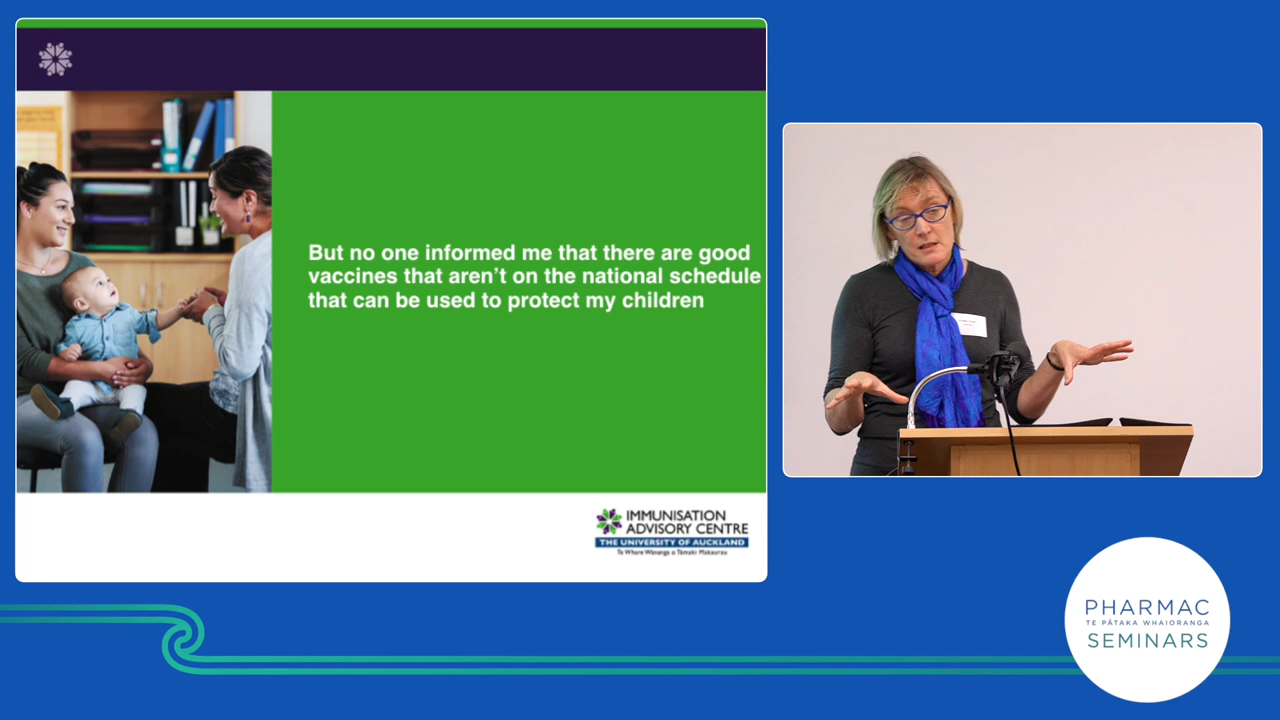 But no one informed me that there are good
vaccines that aren’t on the national schedule
that can be used to protect my children
IMMUNISATION
ADVISORY CENTRE
THE UNIVERSITY OF AUCKLAND
Te Whare Wānanga o Tāmaki Makaurau
PHARMAC
TE PĀTAKA WHAIORANGA
SEMINARS